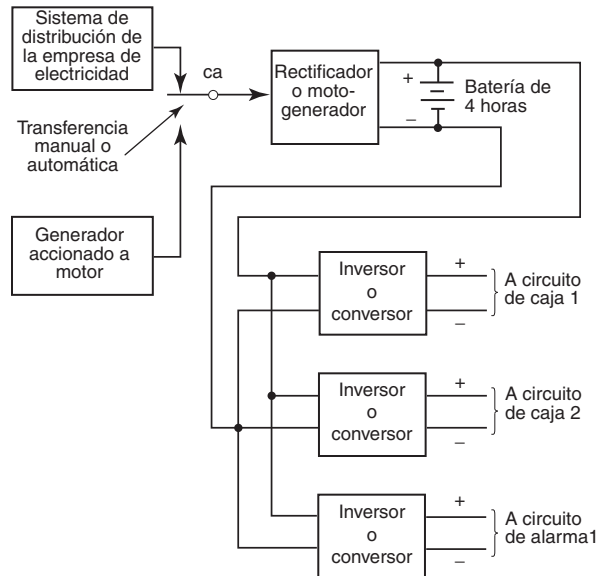 Sistema de
distribución de
la empresa de
electricidad
ca
Transferencia
manual o
automática
Generador
accionado a
motor
Rectificador
o moto-
generador
+
–
Batería de
4 horas
Inversor
o
conversor
+
–
A circuito
de caja 1
Inversor
o
conversor
+
–
A circuito
de caja 2
Inversor
o
conversor
+
–
A circuito
de alarma1